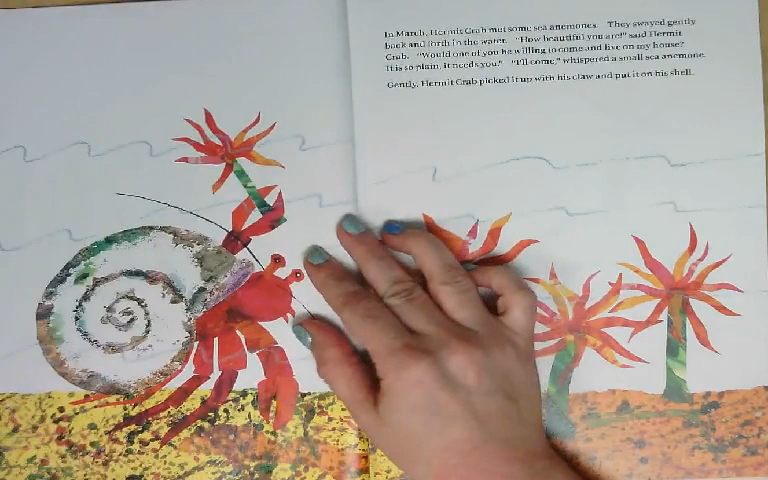 In March, Hermit Crab met some sea anemones. They swayed gently
back and forth in the water. "How beautiful you are!" said Hermit
Crab. "Would one of you be willing to come and live on my house?
It is so plain, it needs you." "I'll come," whispered a small sea anemone.
Gently, Hermit Crab picked it up with his claw and put it on his shell.